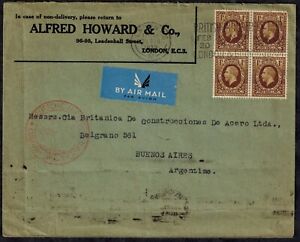 In case of non-delivery, please return to
ALFRED HOWARD & Co.,
Leadenhall Street,
LONDON, E.C.3.
BY AIR MAIL
PAR AVION
Messrs. Cia Britanica De Construcciones De Acero Ltda.,
Belgrano
BUENOS AIRES
Argentine.